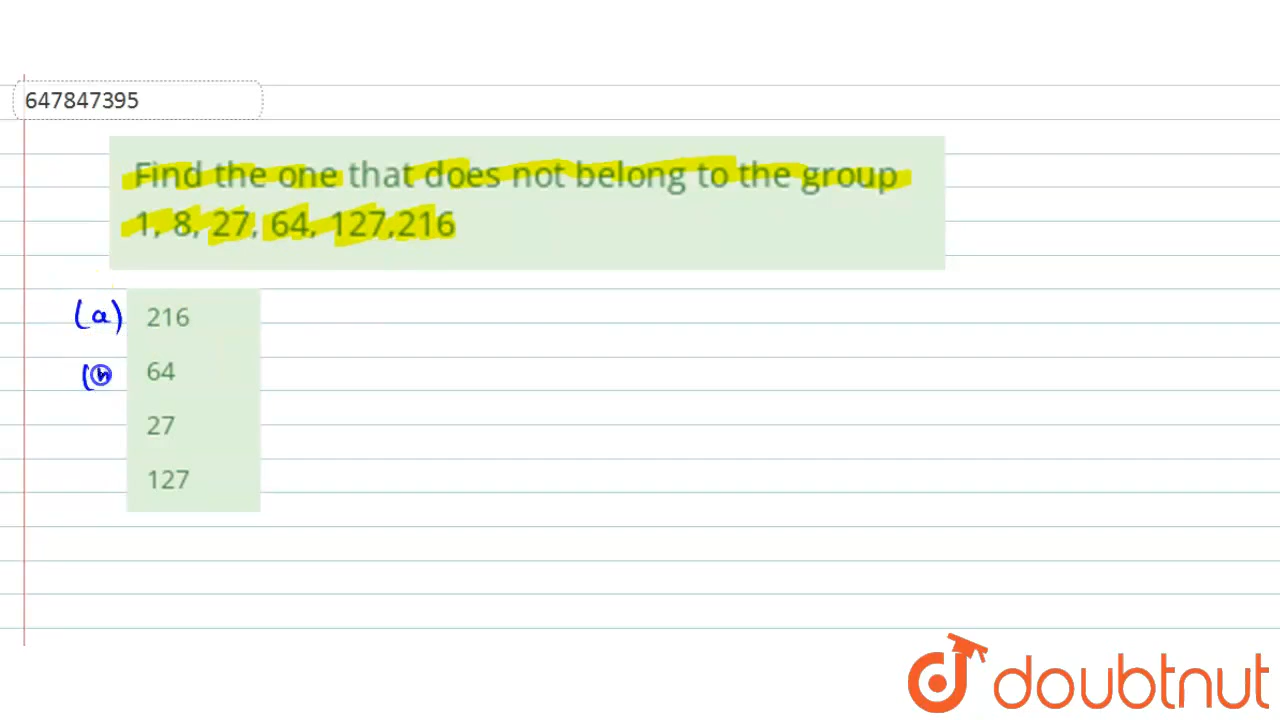 647847395
Find the one that does not belong to the group
1, 8, 27, 64, 127,216
(a) 216
64
27
127
doubtnut